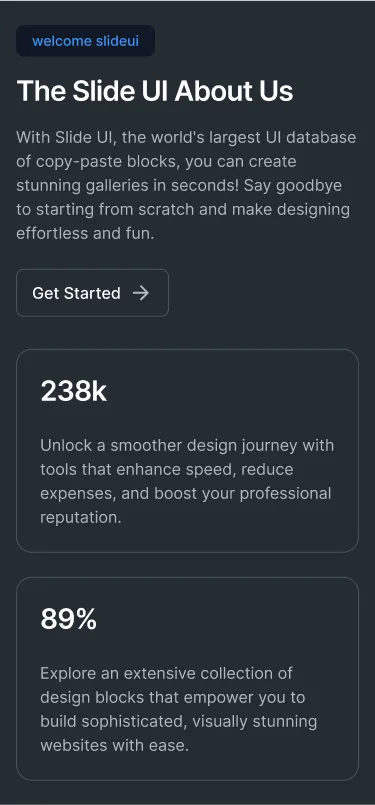 welcome slideui
The Slide UI About Us
With Slide UI, the world's largest UI database
of copy-paste blocks, you can create
stunning galleries in seconds! Say goodbye
to starting from scratch and make designing
effortless and fun.
Get Started
238k
Unlock a smoother design journey with
tools that enhance speed, reduce
expenses, and boost your professional
reputation.
89%
Explore an extensive collection of
design blocks that empower you to
build sophisticated, visually stunning
websites with ease.